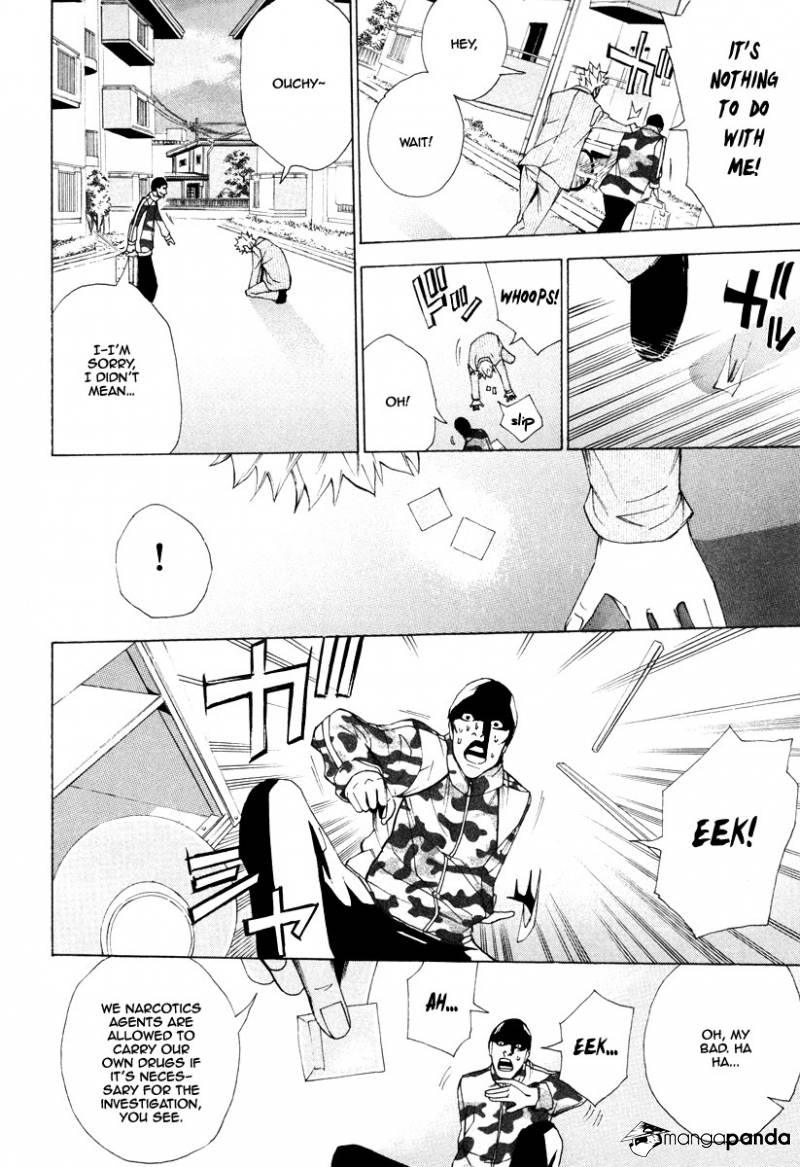 IT'S
NOTHING
TO DO
WITH
ME!
ガ
HEY,
WAIT!
OUCHY~
I-I'M
SORRY,
I DIDN'T
MEAN...
WHOOPS!
OH!
slip
!
EEK!
OH, MY
BAD. HA
HA...
EEK...
AH...
WE NARCOTICS
AGENTS ARE
ALLOWED TO
CARRY OUR
OWN DRUGS IF
IT'S NECES-
SARY FOR THE
INVESTIGATION,
YOU SEE.
mangapanda